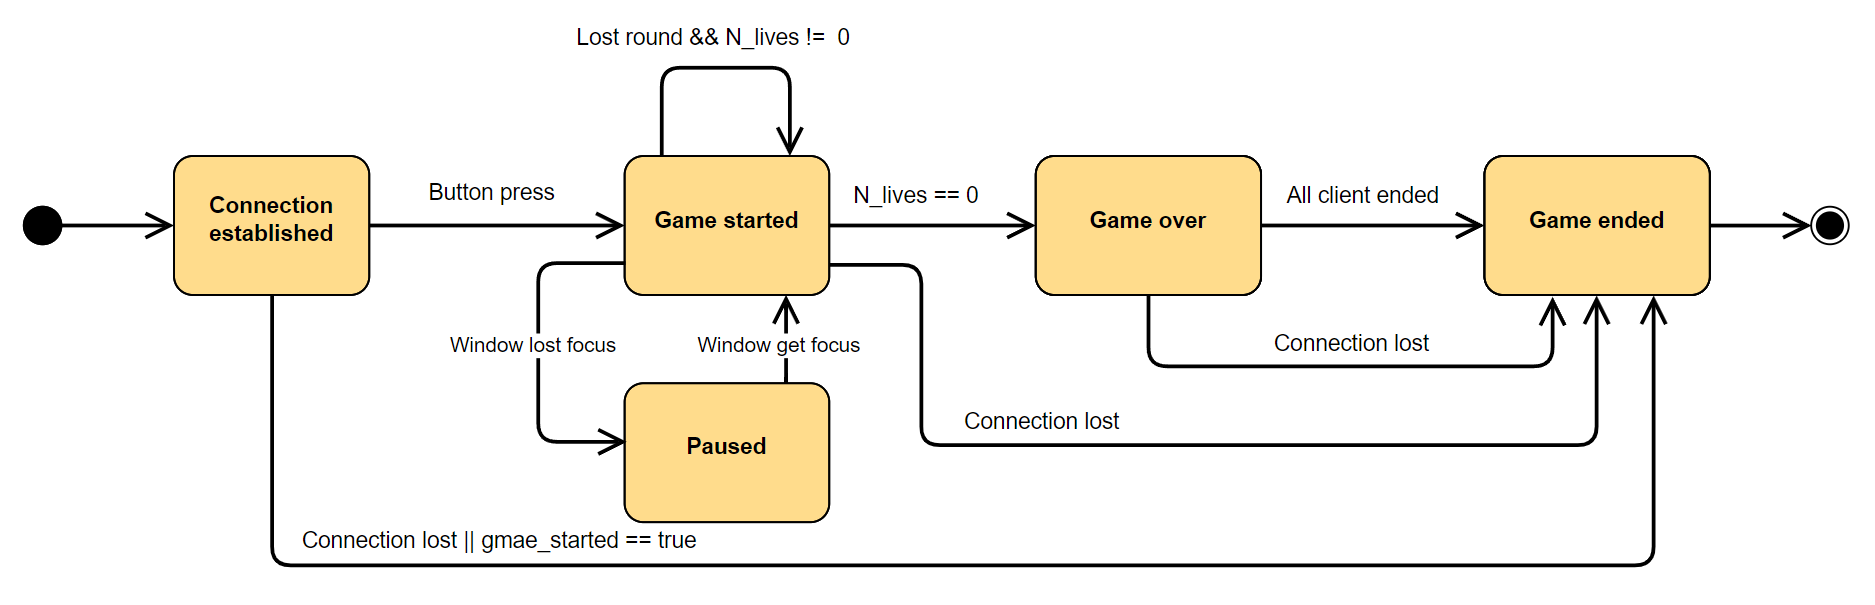 Lost round && N_lives != 0
Connection
established
Button press
Game started
N_lives == 0
Game over
All client ended
Game ended
Window lost focus
Window get focus
Connection lost
Connection lost
Paused
Connection lost || gmae_started == true